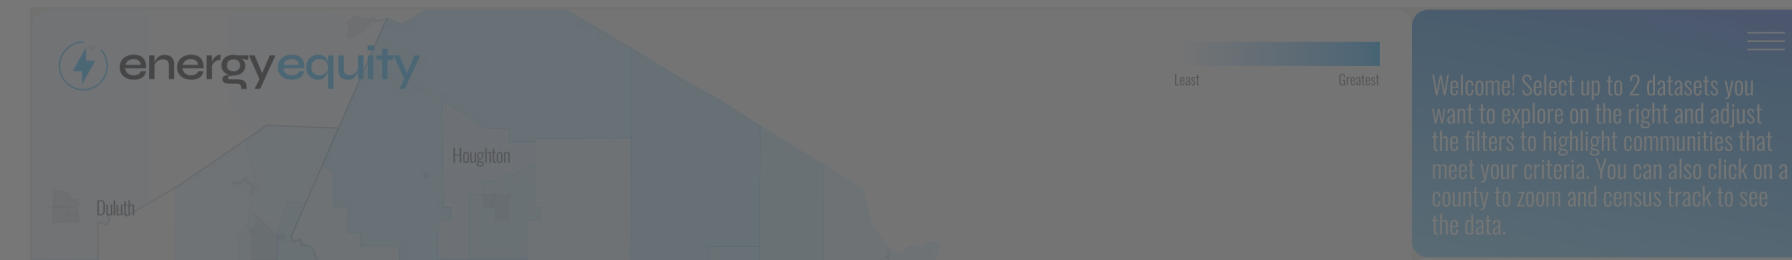 energyequity
Least
Greatest
Houghton
Duluth
Welcome! Select up to 2 datasets you
want to explore on the right and adjust
the filters to highlight communities that
meet your criteria. You can also click on a
county to zoom and census track to see
the data.